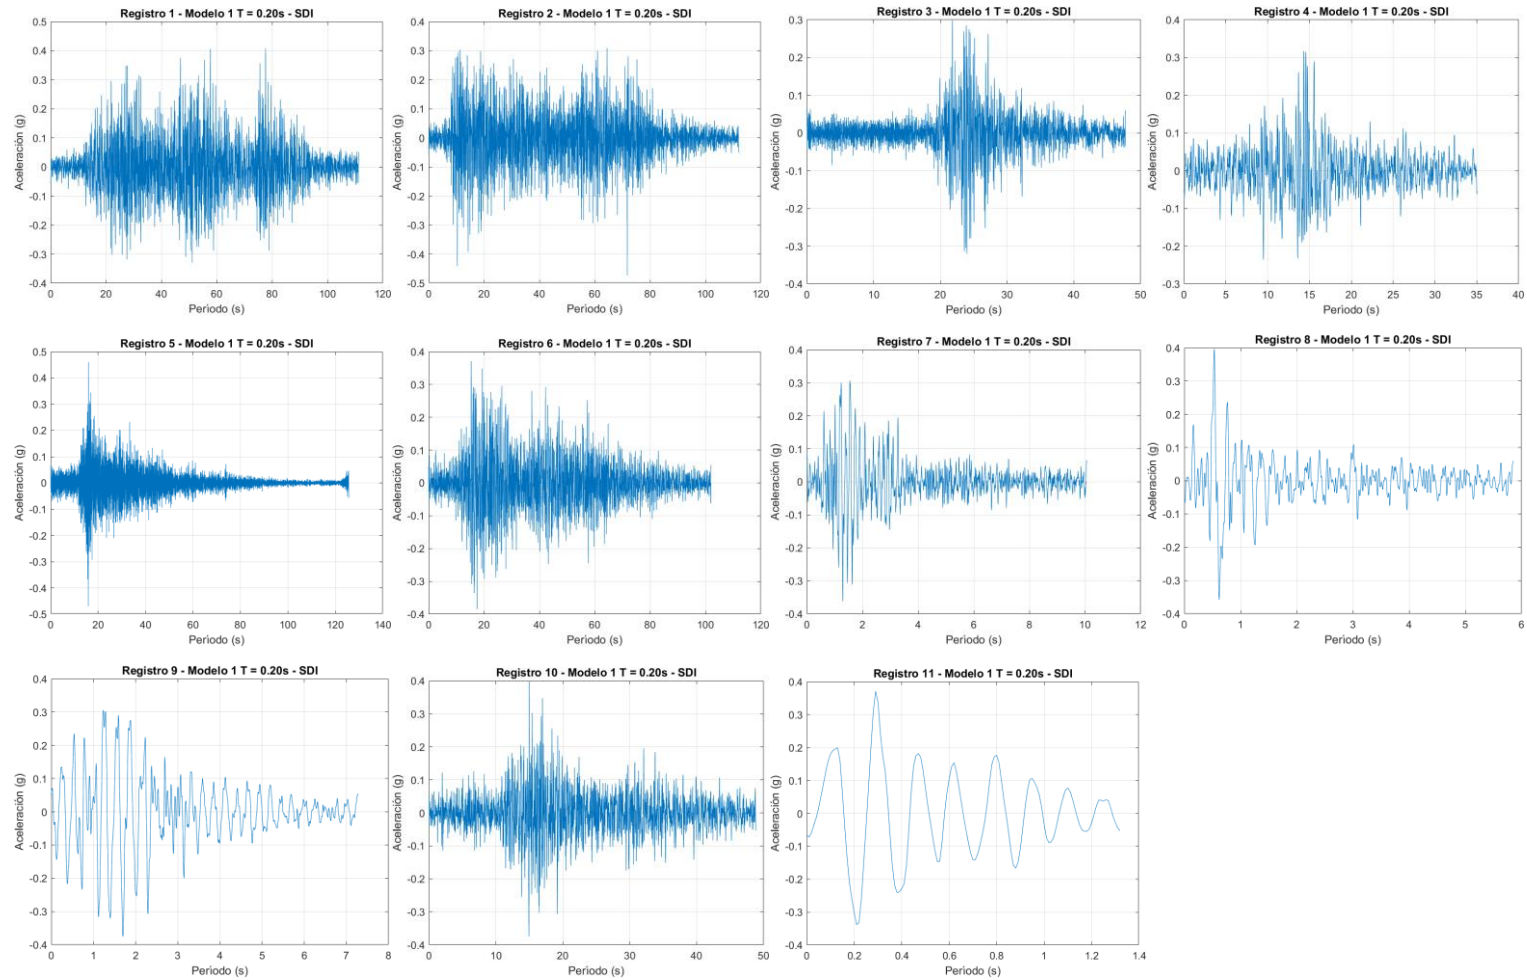 Registro 1 - Modelo 1 T = 0.20s - SDI
0.5
0.4
0.3
0.2
0.1
0
-0.1
-0.2
-0.3
-0.4
Aceleración (g)
0 20 40 60 80 100 120
Periodo (s)
Registro 2 - Modelo 1 T = 0.20s - SDI
0.4
0.3
0.2
0.1
0
-0.1
-0.2
-0.3
-0.4
-0.5
Aceleración (g)
0 20 40 60 80 100 120
Periodo (s)
Registro 3 - Modelo 1 T = 0.20s - SDI
0.3
0.2
0.1
0
-0.1
-0.2
-0.3
-0.4
Aceleración (g)
0 10 20 30 40 50
Periodo (s)
Registro 4 - Modelo 1 T = 0.20s - SDI
0.4
0.3
0.2
0.1
0
-0.1
-0.2
-0.3
Aceleración (g)
0 5 10 15 20 25 30 35 40
Periodo (s)
Registro 5 - Modelo 1 T = 0.20s - SDI
0.5
0.4
0.3
0.2
0.1
0
-0.1
-0.2
-0.3
-0.4
-0.5
Aceleración (g)
0 20 40 60 80 100 120 140
Periodo (s)
Registro 6 - Modelo 1 T = 0.20s - SDI
0.4
0.3
0.2
0.1
0
-0.1
-0.2
-0.3
-0.4
Aceleración (g)
0 20 40 60 80 100 120
Periodo (s)
Registro 7 - Modelo 1 T = 0.20s - SDI
0.4
0.3
0.2
0.1
0
-0.1
-0.2
-0.3
-0.4
Aceleración (g)
0 2 4 6 8 10 12
Periodo (s)
Registro 8 - Modelo 1 T = 0.20s - SDI
0.4
0.3
0.2
0.1
0
-0.1
-0.2
-0.3
-0.4
Aceleración (g)
0 1 2 3 4 5 6
Periodo (s)
Registro 9 - Modelo 1 T = 0.20s - SDI
0.4
0.3
0.2
0.1
0
-0.1
-0.2
-0.3
-0.4
Aceleración (g)
0 1 2 3 4 5 6 7 8
Periodo (s)
Registro 10 - Modelo 1 T = 0.20s - SDI
0.4
0.3
0.2
0.1
0
-0.1
-0.2
-0.3
-0.4
Aceleración (g)
0 10 20 30 40 50
Periodo (s)
Registro 11 - Modelo 1 T = 0.20s - SDI
0.4
0.3
0.2
0.1
0
-0.1
-0.2
-0.3
-0.4
Aceleración (g)
0 0.2 0.4 0.6 0.8 1 1.2 1.4
Periodo (s)